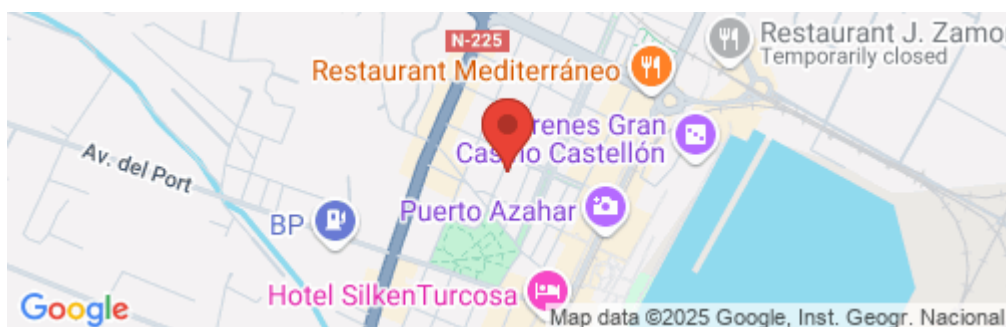 N-225
Restaurant J. Zamo
Temporarily closed
Restaurant Mediterráneo
renes Gran
Casino Castellón
Av. del Port
Puerto Azahar
BP
Hotel SilkenTurcosa
Google
Map data ©2025 Google, Inst. Geogr. Nacional